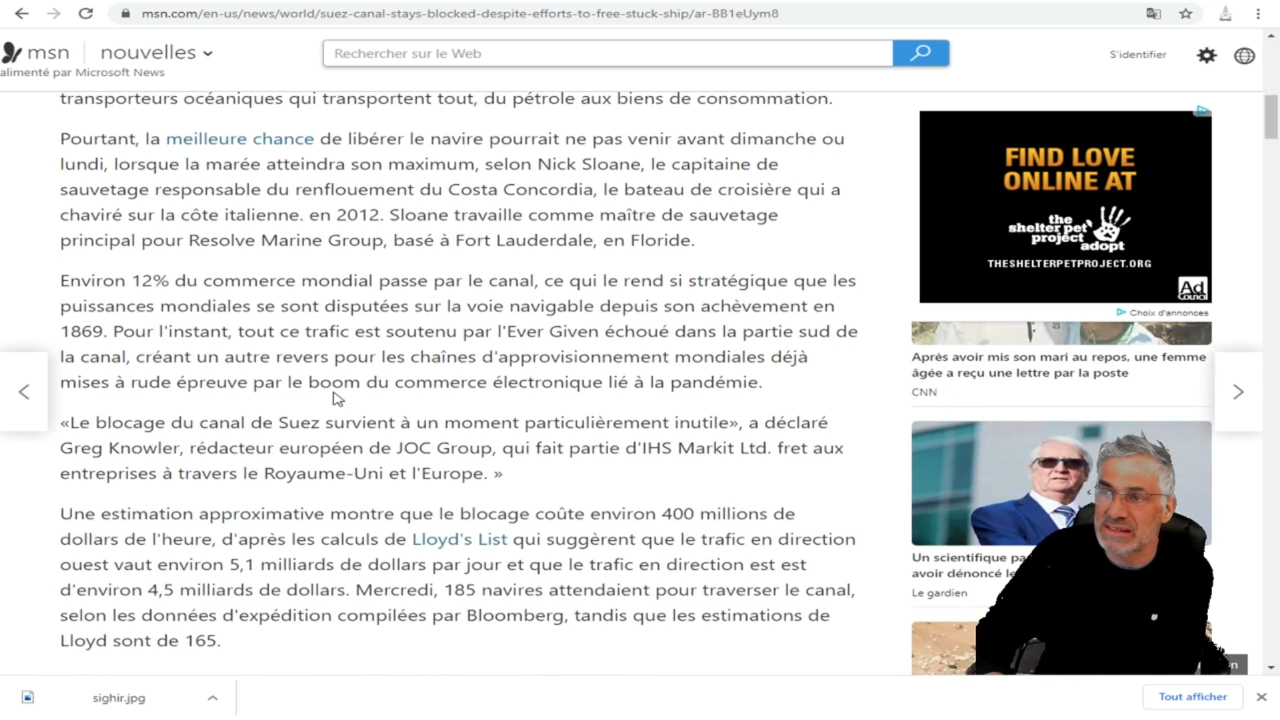 msn.com/en-us/news/world/suez-canal-stays-blocked-despite-efforts-to-free-stuck-ship/ar-BB1eUym8
msn nouvelles
Rechercher sur le Web
S'identifier
alimenté par Microsoft News
transporteurs océaniques qui transportent tout, du pétrole aux biens de consommation.
Pourtant, la meilleure chance de libérer le navire pourrait ne pas venir avant dimanche ou
lundi, lorsque la marée atteindra son maximum, selon Nick Sloane, le capitaine de
sauvetage responsable du renflouement du Costa Concordia, le bateau de croisière qui a
chaviré sur la côte italienne. en 2012. Sloane travaille comme maître de sauvetage
principal pour Resolve Marine Group, basé à Fort Lauderdale, en Floride.
Environ 12% du commerce mondial passe par le canal, ce qui le rend si stratégique que les
puissances mondiales se sont disputées sur la voie navigable depuis son achèvement en
1869. Pour l'instant, tout ce trafic est soutenu par l'Ever Given échoué dans la partie sud de
la canal, créant un autre revers pour les chaînes d'approvisionnement mondiales déjà
mises à rude épreuve par le boom du commerce électronique lié à la pandémie.
«Le blocage du canal de Suez survient à un moment particulièrement inutile», a déclaré
Greg Knowler, rédacteur européen de JOC Group, qui fait partie d'IHS Markit Ltd. fret aux
entreprises à travers le Royaume-Uni et l'Europe. »
Une estimation approximative montre que le blocage coûte environ 400 millions de
dollars de l'heure, d'après les calculs de Lloyd's List qui suggèrent que le trafic en direction
ouest vaut environ 5,1 milliards de dollars par jour et que le trafic en direction est est
d'environ 4,5 milliards de dollars. Mercredi, 185 navires attendaient pour traverser le canal,
selon les données d'expédition compilées par Bloomberg, tandis que les estimations de
Lloyd sont de 165.
FIND LOVE
ONLINE AT
the
shelter pet
project
adopt
THESHELTERPETPROJECT.ORG
Ad
Council
Choix d'annonces
Après avoir mis son mari au repos, une femme
âgée a reçu une lettre par la poste
CNN
Un scientifique
avoir dénoncé
Le gardien
sighir.jpg
Tout afficher